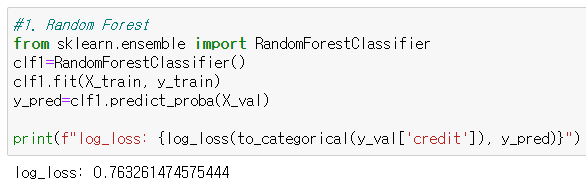 #1. Random Forest
from sklearn.ensemble import RandomForestClassifier
clf1=RandomForestClassifier()
clf1.fit(X_train, y_train)
y_pred=clf1.predict_proba(X_val)
print(f"log_loss: {log_loss(to_categorical(y_val['credit']), y_pred)}")
log_loss: 0.763261474575444